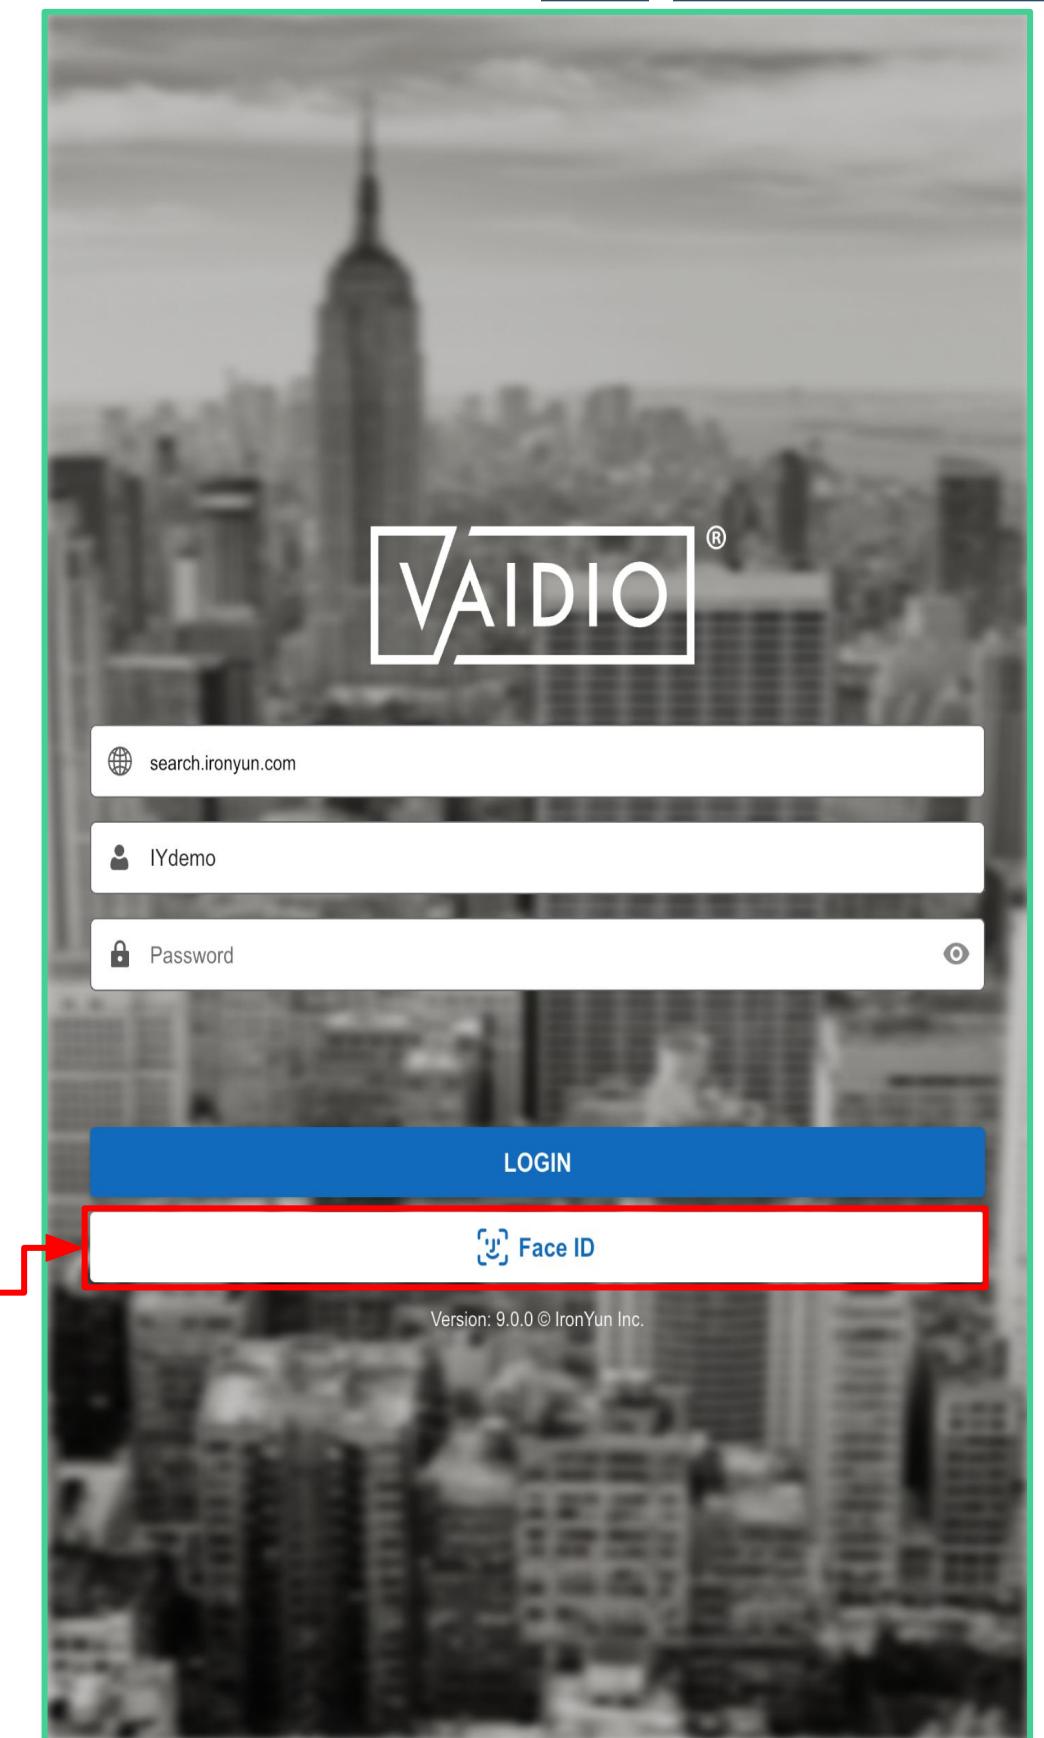 VAIDIO®
search.ironyun.com
IYdemo
Password
LOGIN
Face ID
Version: 9.0.0 © IronYun Inc.